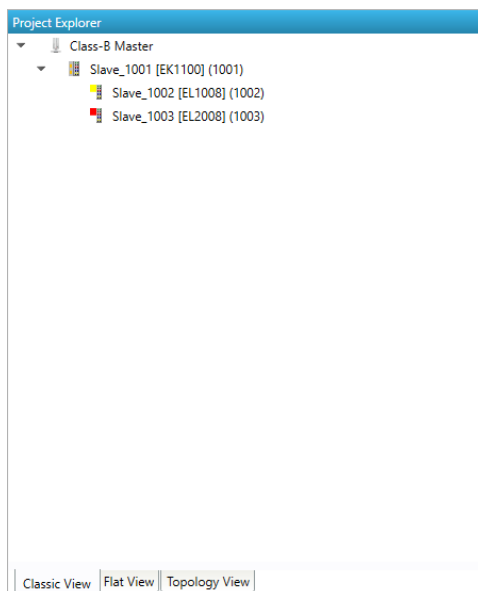 Project Explorer
Class-B Master
Slave_1001 [EK1100] (1001)
Slave_1002 [EL1008] (1002)
Slave_1003 [EL2008] (1003)
Classic View Flat View Topology View